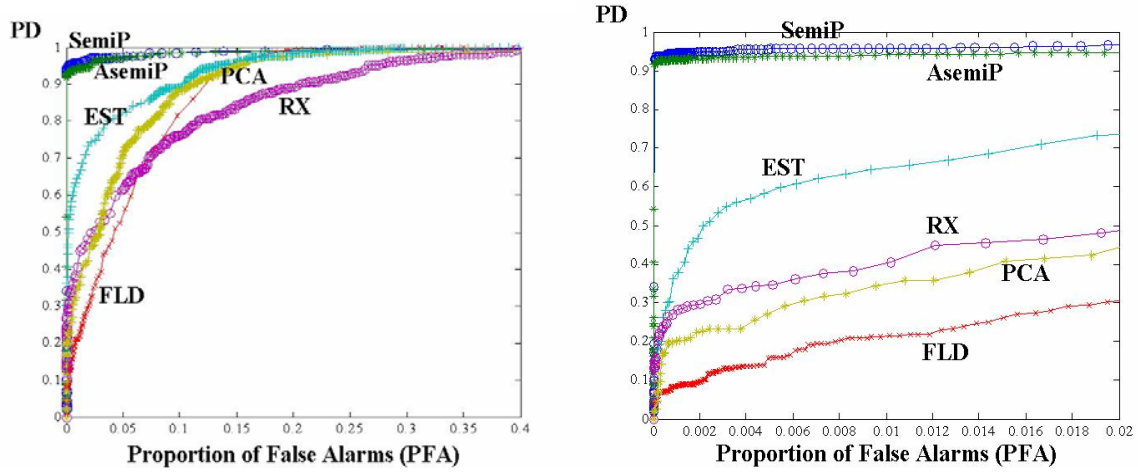 PD
1
0.9
0.8
0.7
0.6
0.5
0.4
0.3
0.2
0.1
0
SemiP
AsemiP
EST
PCA
RX
FLD
0 0.05 0.1 0.15 0.2 0.25 0.3 0.35 0.4
Proportion of False Alarms (PFA)
PD
1
0.9
0.8
0.7
0.6
0.5
0.4
0.3
0.2
0.1
0
SemiP
AsemiP
EST
RX
PCA
FLD
0 0.002 0.004 0.006 0.008 0.01 0.012 0.014 0.016 0.018 0.02
Proportion of False Alarms (PFA)